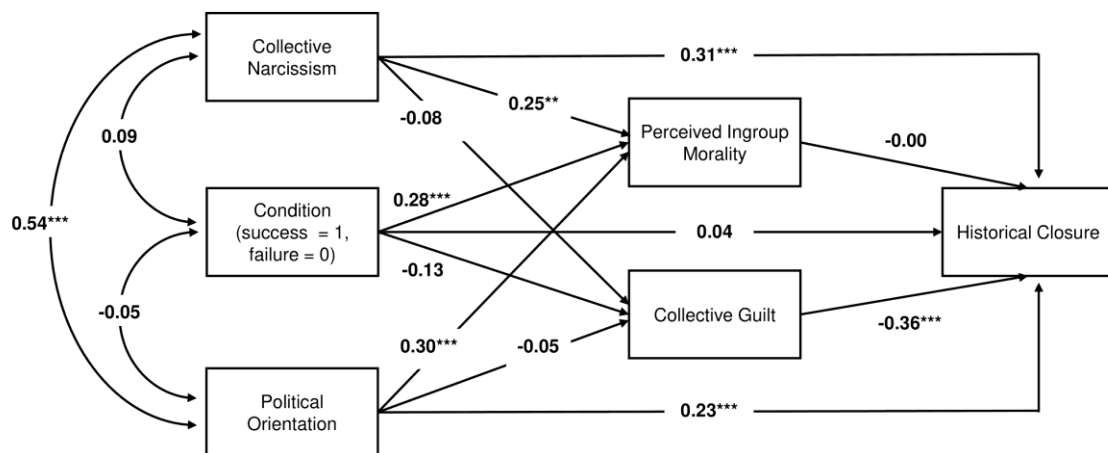 Collective
Narcissism
0.31***
0.25**
-0.08
Perceived Ingroup
Morality
-0.00
0.09
Condition
(success = 1,
failure = 0)
0.28***
0.54***
0.04
Historical Closure
-0.13
-0.05
Collective Guilt
-0.36***
0.30***
-0.05
Political
Orientation
0.23***